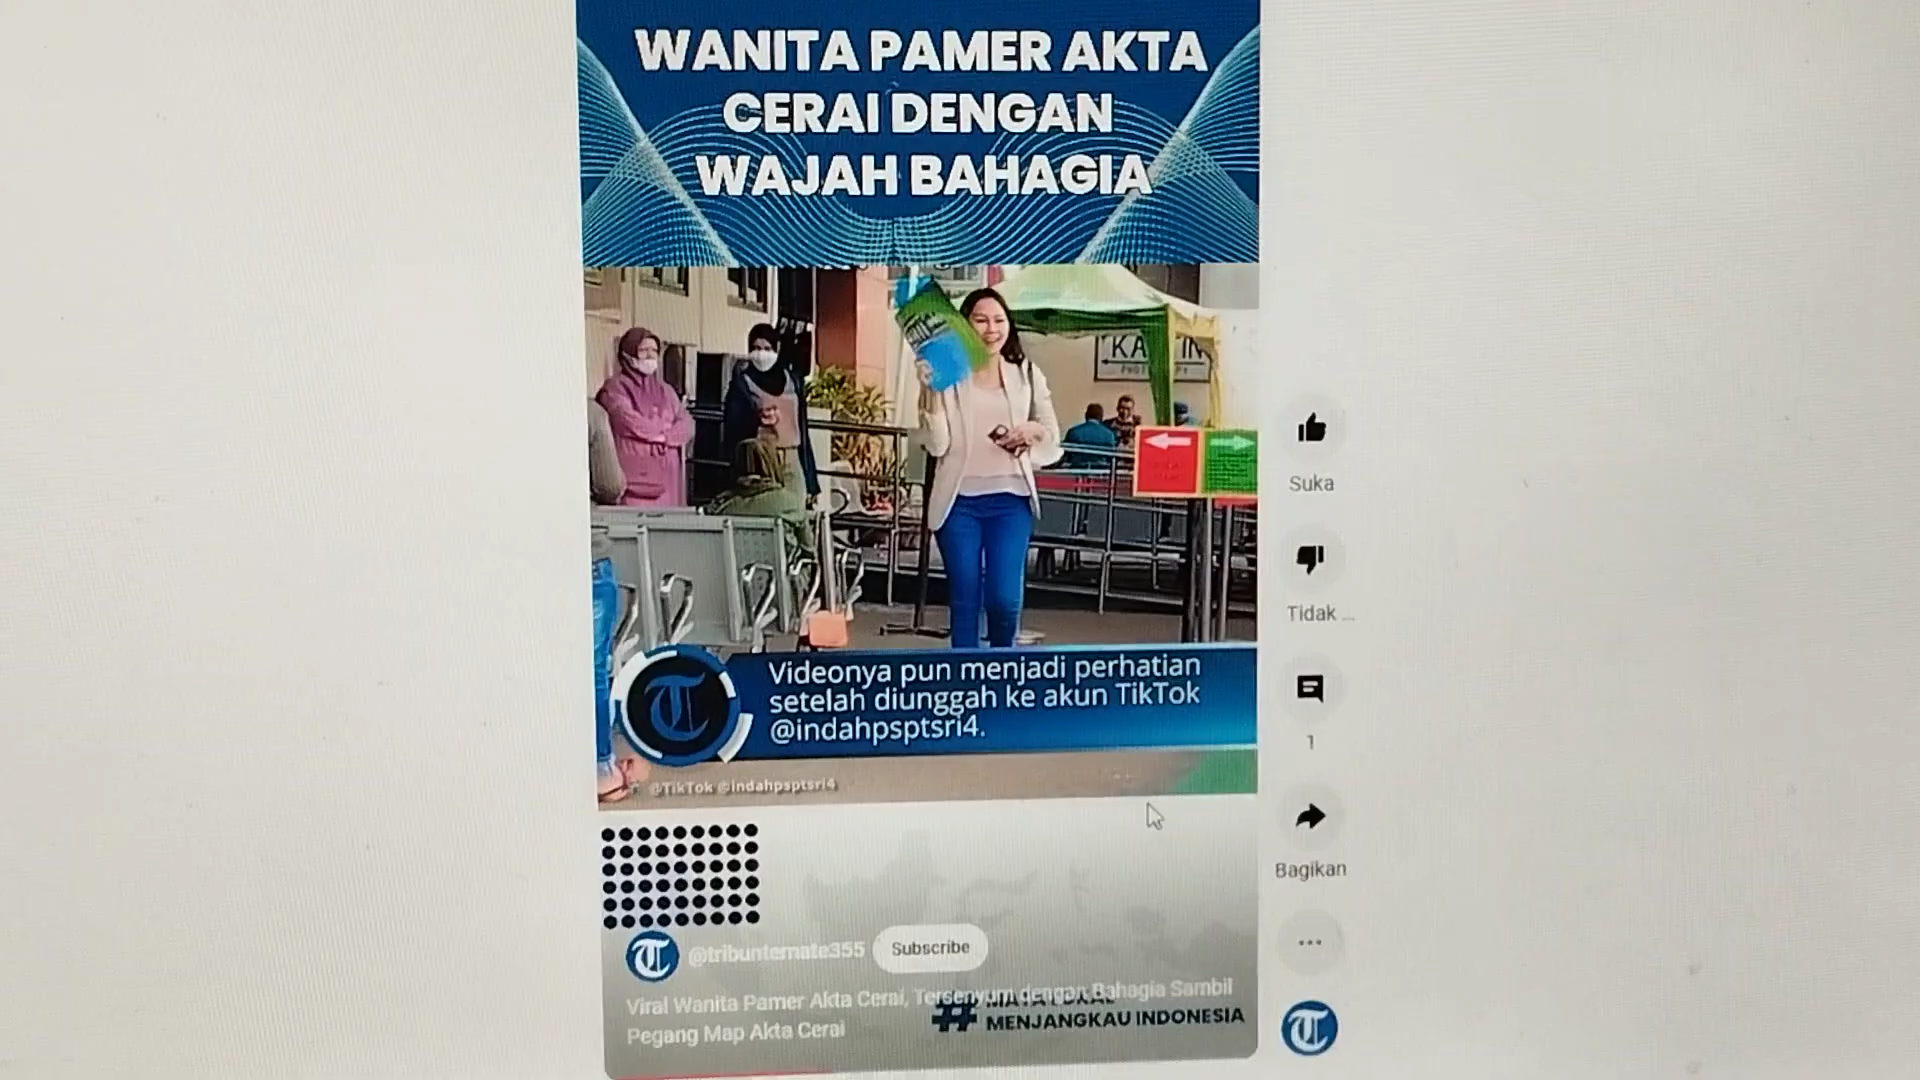 WANITA PAMER AKTA
CERAI DENGAN
WAJAH BAHAGIA
Videonya pun menjadi perhatian
setelah diunggah ke akun TikTok
@indahpsptsri4.
@TikTok @indahpsptsri4
Suka
Tidak ...
1
Bagikan
@tribunternate355
Subscribe
Viral Wanita Pamer Akta Cerai, Tersenyum dengan Bahagia Sambil
Pegang Map Akta Cerai
# MATA LOKAL
MENJANGKAU INDONESIA